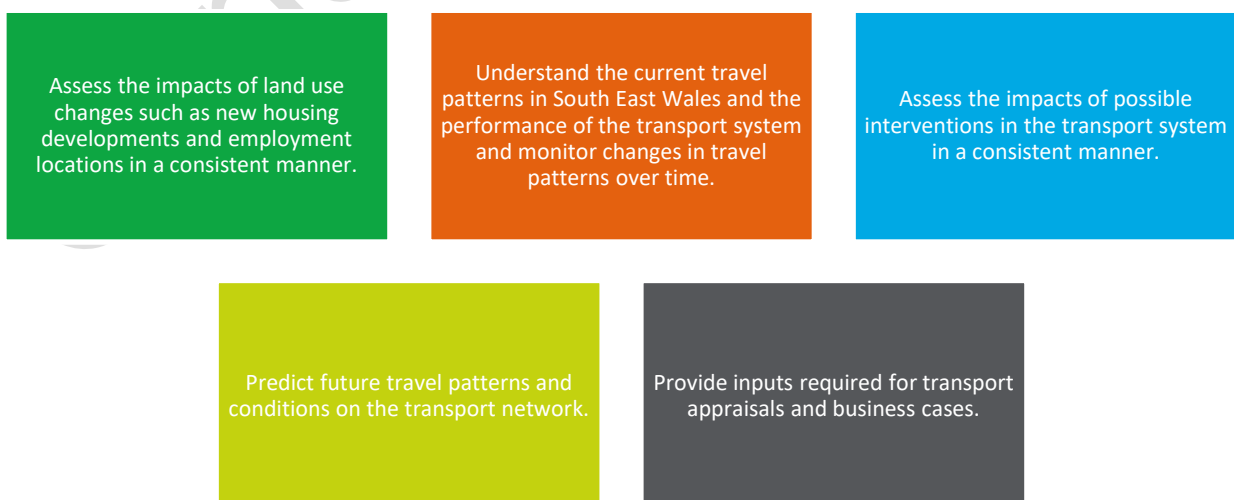 Assess the impacts of land use
changes such as new housing
developments and employment
locations in a consistent manner.
Understand the current travel
patterns in South East Wales and the
performance of the transport system
and monitor changes in travel
patterns over time.
Assess the impacts of possible
interventions in the transport system
in a consistent manner.
Predict future travel patterns and
conditions on the transport network.
Provide inputs required for transport
appraisals and business cases.